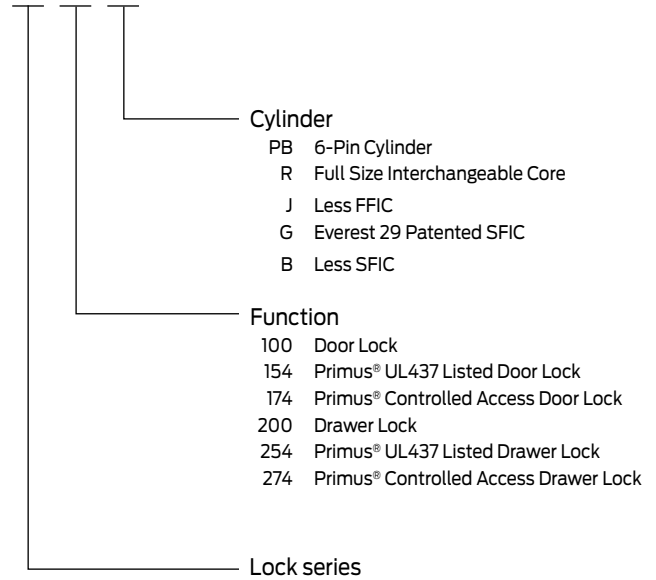 Cylinder
PB 6-Pin Cylinder
R Full Size Interchangeable Core
J Less FFIC
G Everest 29 Patented SFIC
B Less SFIC
Function
100 Door Lock
154 Primus® UL437 Listed Door Lock
174 Primus® Controlled Access Door Lock
200 Drawer Lock
254 Primus® UL437 Listed Drawer Lock
274 Primus® Controlled Access Drawer Lock
Lock series